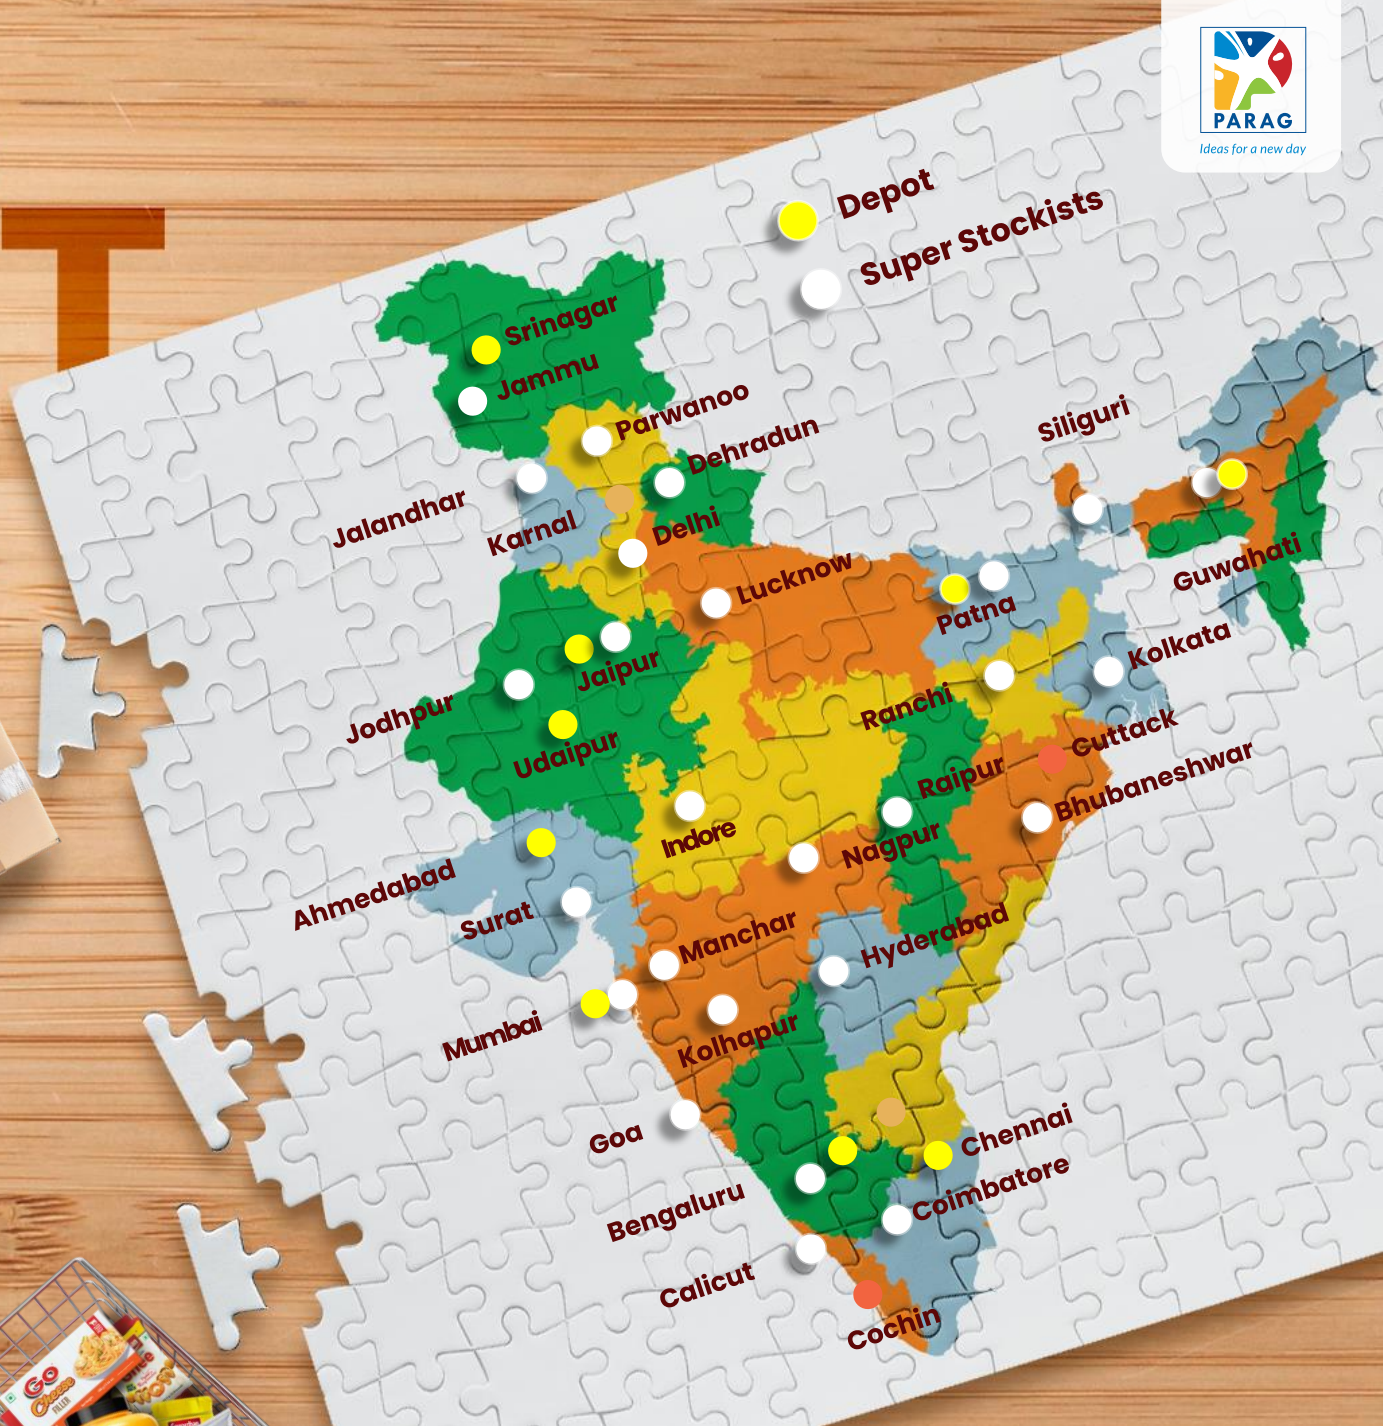 PARAG
Ideas for a new day
T
Depot
Super Stockists
Srinagar
Jammu
Parwanoo
Dehradun
Siliguri
Jalandhar
Karnal
Delhi
Lucknow
Guwahati
Patna
Kolkata
Jaipur
Jodhpur
Ranchi
Udaipur
Cuttack
Raipur
Bhubaneshwar
Indore
Nagpur
Ahmedabad
Surat
Manchar
Hyderabad
Mumbai
Kolhapur
Goa
Chennai
Coimbatore
Bengaluru
Calicut
Cochin
GO
Cheese